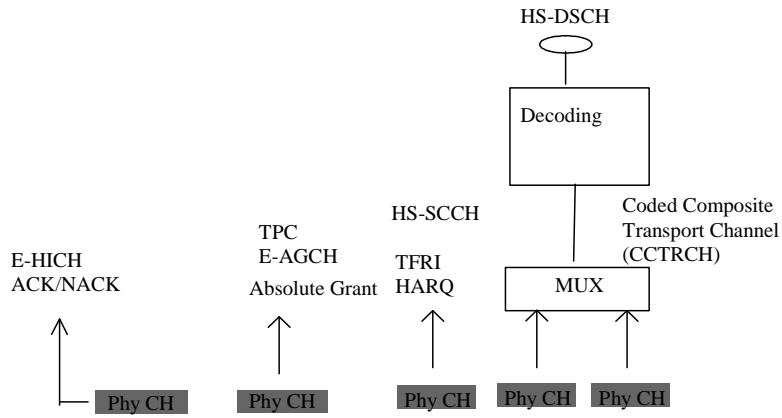 HS-DSCH
Decoding
Coded Composite
Transport Channel
(CCTRCH)
HS-SCCH
TFRI
HARQ
TPC
E-AGCH
Absolute Grant
E-HICH
ACK/NACK
MUX
Phy CH
Phy CH
Phy CH
Phy CH
Phy CH